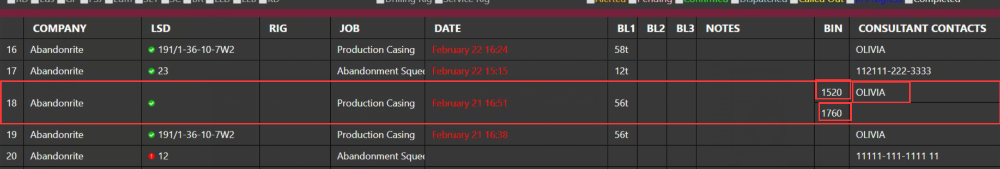 Drilling Rig Service Rig Alerted Pending Confirmed Dispatched Called Out In Progress Completed
COMPANY LSD RIG JOB DATE BL1 BL2 BL3 NOTES BIN CONSULTANT CONTACTS
16 Abandonrite 191/1-36-10-7W2 Production Casing February 22 16:24 58t OLIVIA
17 Abandonrite 23 Abandonment Squee February 22 15:15 12t 112111-222-3333
18 Abandonrite Production Casing February 21 16:51 56t 1520 OLIVIA
1760
19 Abandonrite 191/1-36-10-7W2 Production Casing February 21 16:38 56t OLIVIA
20 Abandonrite 12 Abandonment Squee 11111-111-1111 11